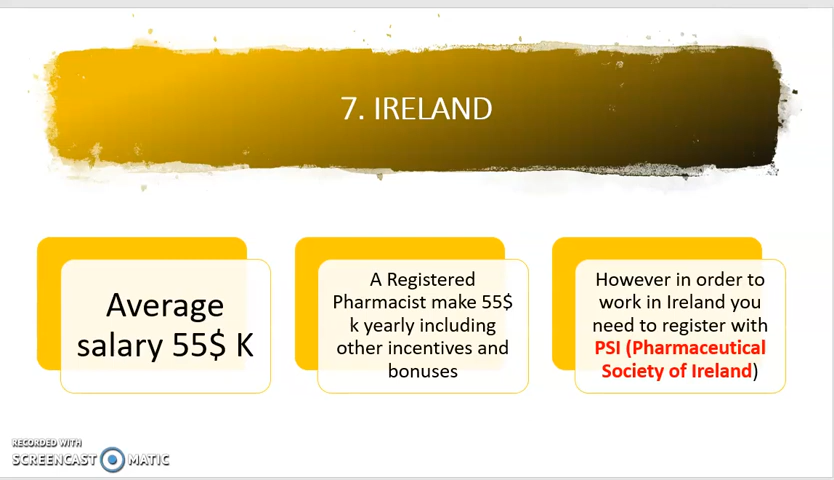 7. IRELAND
Average
salary 55$ K
A Registered
Pharmacist make 55$
k yearly including
other incentives and
bonuses
However in order to
work in Ireland you
need to register with
PSI (Pharmaceutical
Society of Ireland)
RECORDED WITH
SCREENCAST MATIC